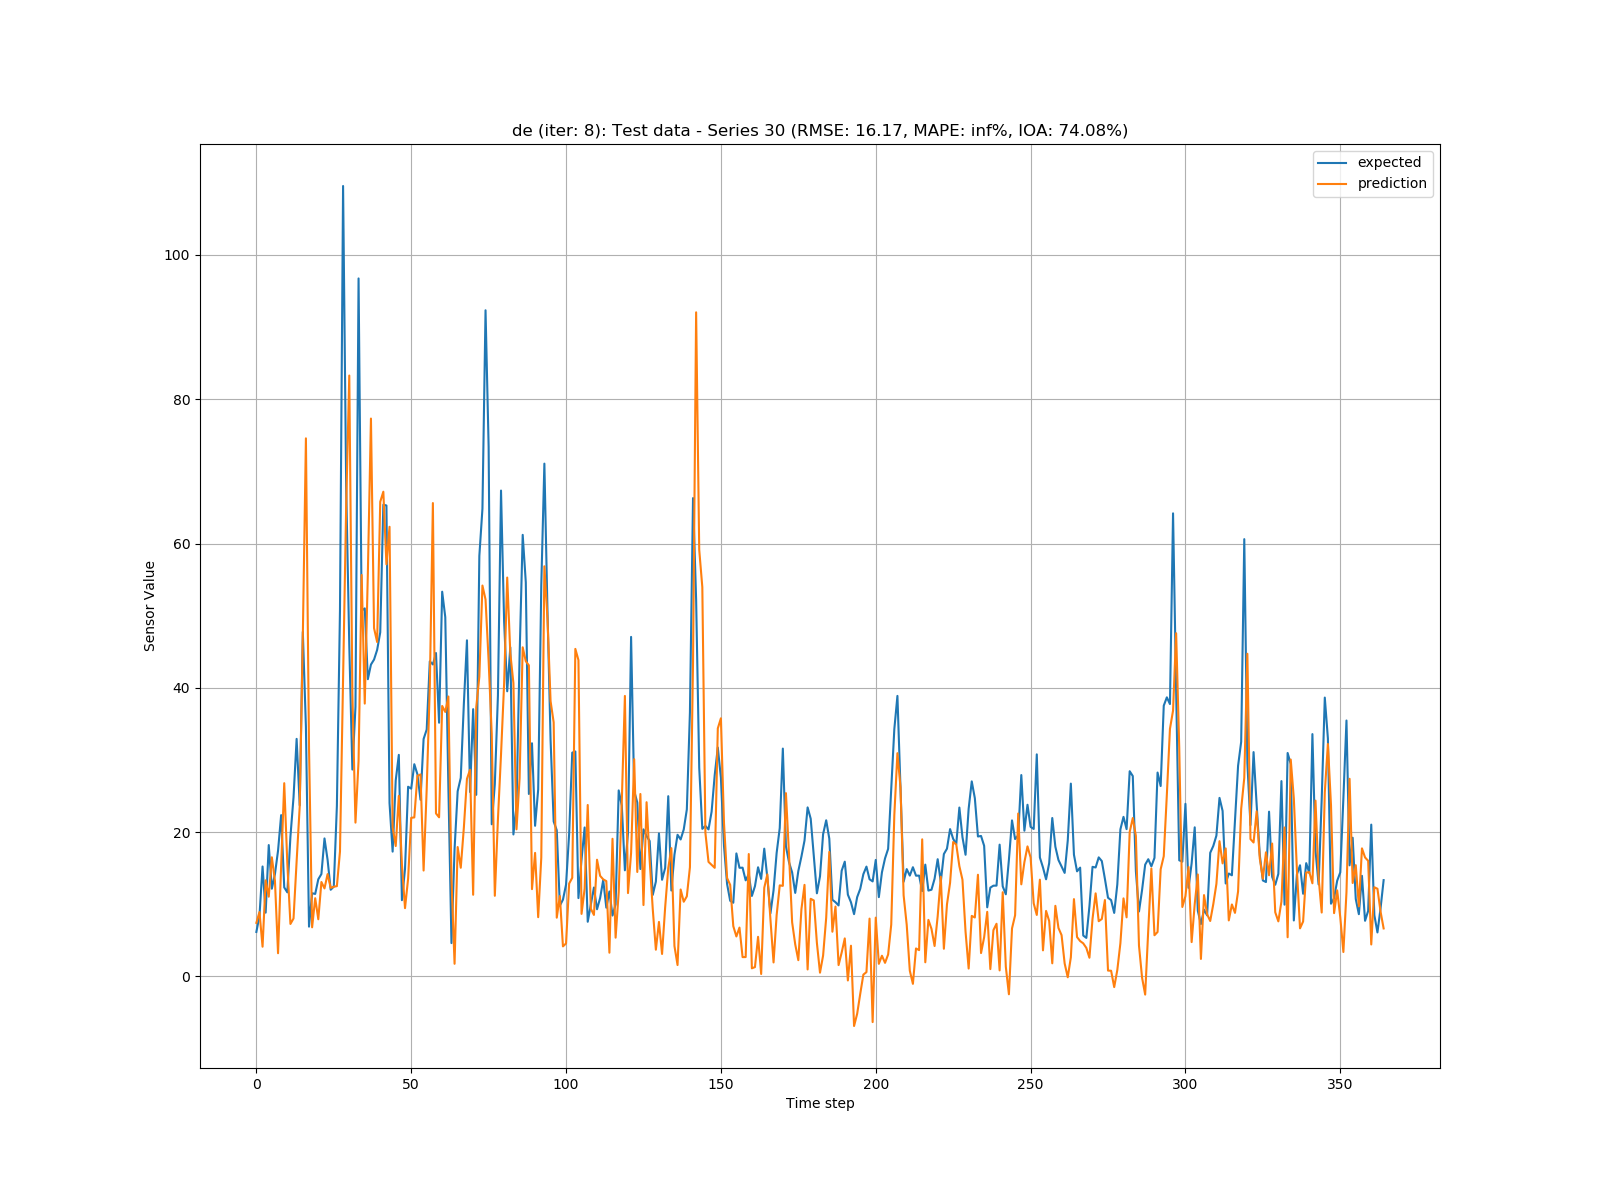 de (iter: 8): Test data - Series 30 (RMSE: 16.17, MAPE: inf%, IOA: 74.08%)
expected
prediction
100
80
60
40
20
0
Sensor Value
0 50 100 150 200 250 300 350
Time step